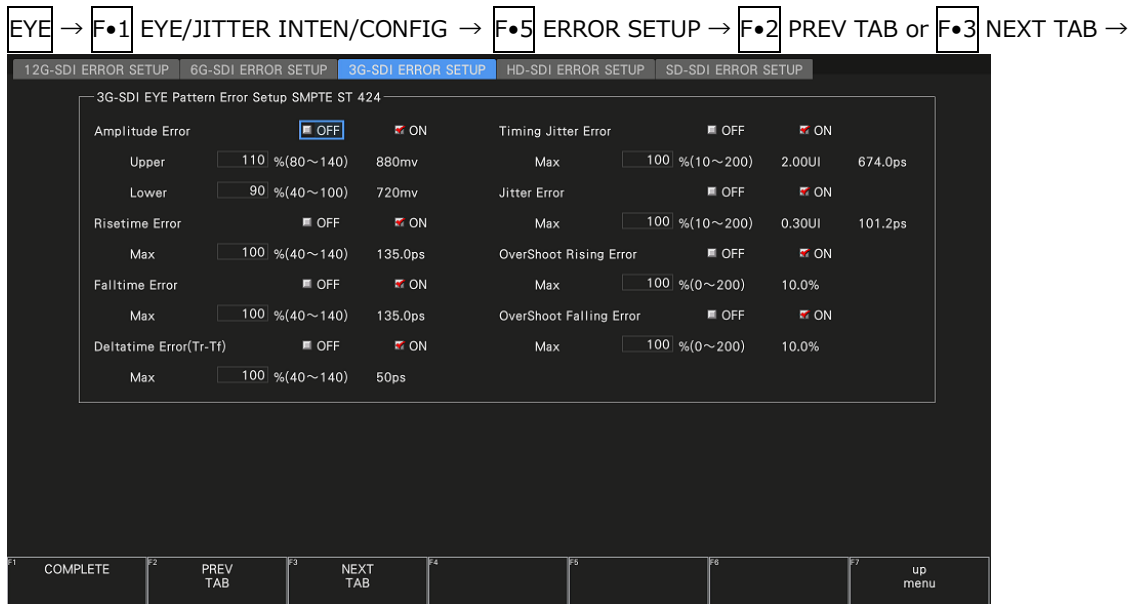 EYE → F•1 EYE/JITTER INTEN/CONFIG → F•5 ERROR SETUP → F•2 PREV TAB or F•3 NEXT TAB →
12G-SDI ERROR SETUP 6G-SDI ERROR SETUP 3G-SDI ERROR SETUP HD-SDI ERROR SETUP SD-SDI ERROR SETUP
3G-SDI EYE Pattern Error Setup SMPTE ST 424
Amplitude Error OFF ON Timing Jitter Error OFF ON
Upper 110 %(80～140) 880mv Max 100 %(10～200) 2.00UI 674.0ps
Lower 90 %(40～100) 720mv Jitter Error OFF ON
Risetime Error OFF ON Max 100 %(10～200) 0.30UI 101.2ps
Max 100 %(40～140) 135.0ps OverShoot Rising Error OFF ON
Falltime Error OFF ON Max 100 %(0～200) 10.0%
Max 100 %(40～140) 135.0ps OverShoot Falling Error OFF ON
Deltatime Error(Tr-Tf) OFF ON Max 100 %(0～200) 10.0%
Max 100 %(40～140) 50ps
F1 COMPLETE F2 PREV TAB F3 NEXT TAB F4 F5 F6 F7 up menu